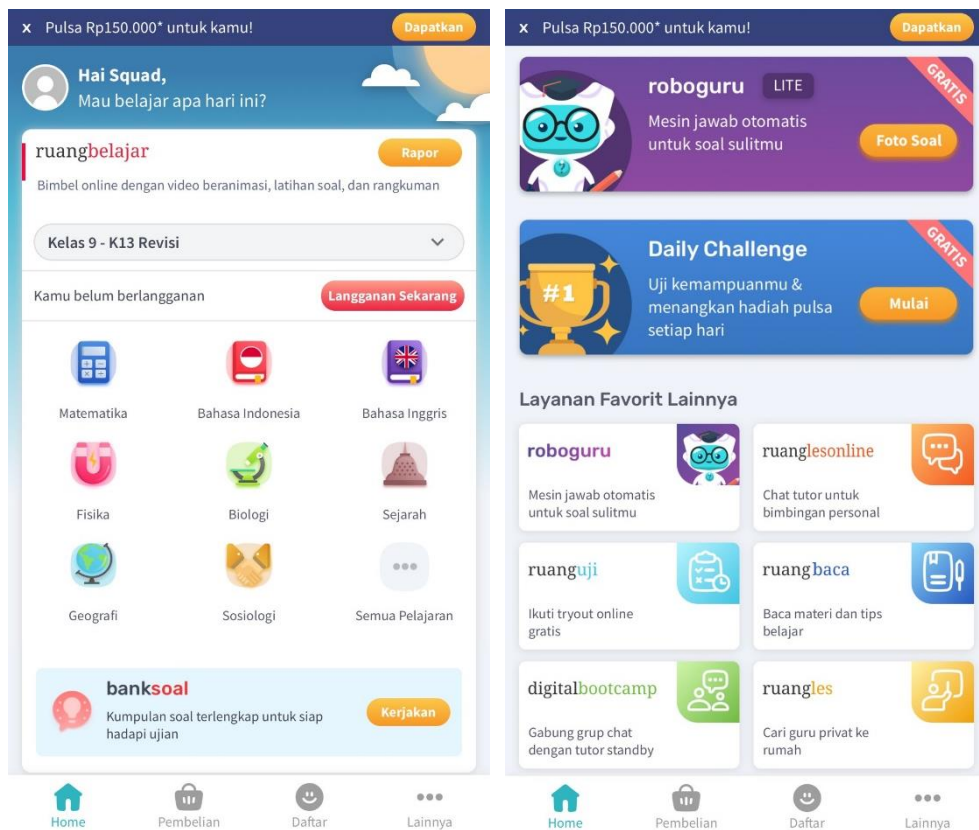 x Pulsa Rp150.000* untuk kamu! Dapatkan
Hai Squad,
Mau belajar apa hari ini?
ruangbelajar Rapor
Bimbel online dengan video beranimasi, latihan soal, dan rangkuman
Kelas 9 - K13 Revisi
Kamu belum berlangganan Langganan Sekarang
Matematika Bahasa Indonesia Bahasa Inggris
Fisika Biologi Sejarah
Geografi Sosiologi Semua Pelajaran
banksoal
Kumpulan soal terlengkap untuk siap
hadapi ujian
Kerjakan
Home Pembelian Daftar Lainnya
x Pulsa Rp150.000* untuk kamu! Dapatkan
roboguru LITE
GRATIS
Mesin jawab otomatis
untuk soal sulitmu
Foto Soal
#1
Daily Challenge
GRATIS
Uji kemampuanmu &
menangkan hadiah pulsa
setiap hari
Mulai
Layanan Favorit Lainnya
roboguru
Mesin jawab otomatis
untuk soal sulitmu
ruanglesonline
Chat tutor untuk
bimbingan personal
ruanguji
Ikuti tryout online
gratis
ruangbaca
Baca materi dan tips
belajar
digitalbootcamp
Gabung grup chat
dengan tutor standby
ruangles
Cari guru privat ke
rumah
Home Pembelian Daftar Lainnya